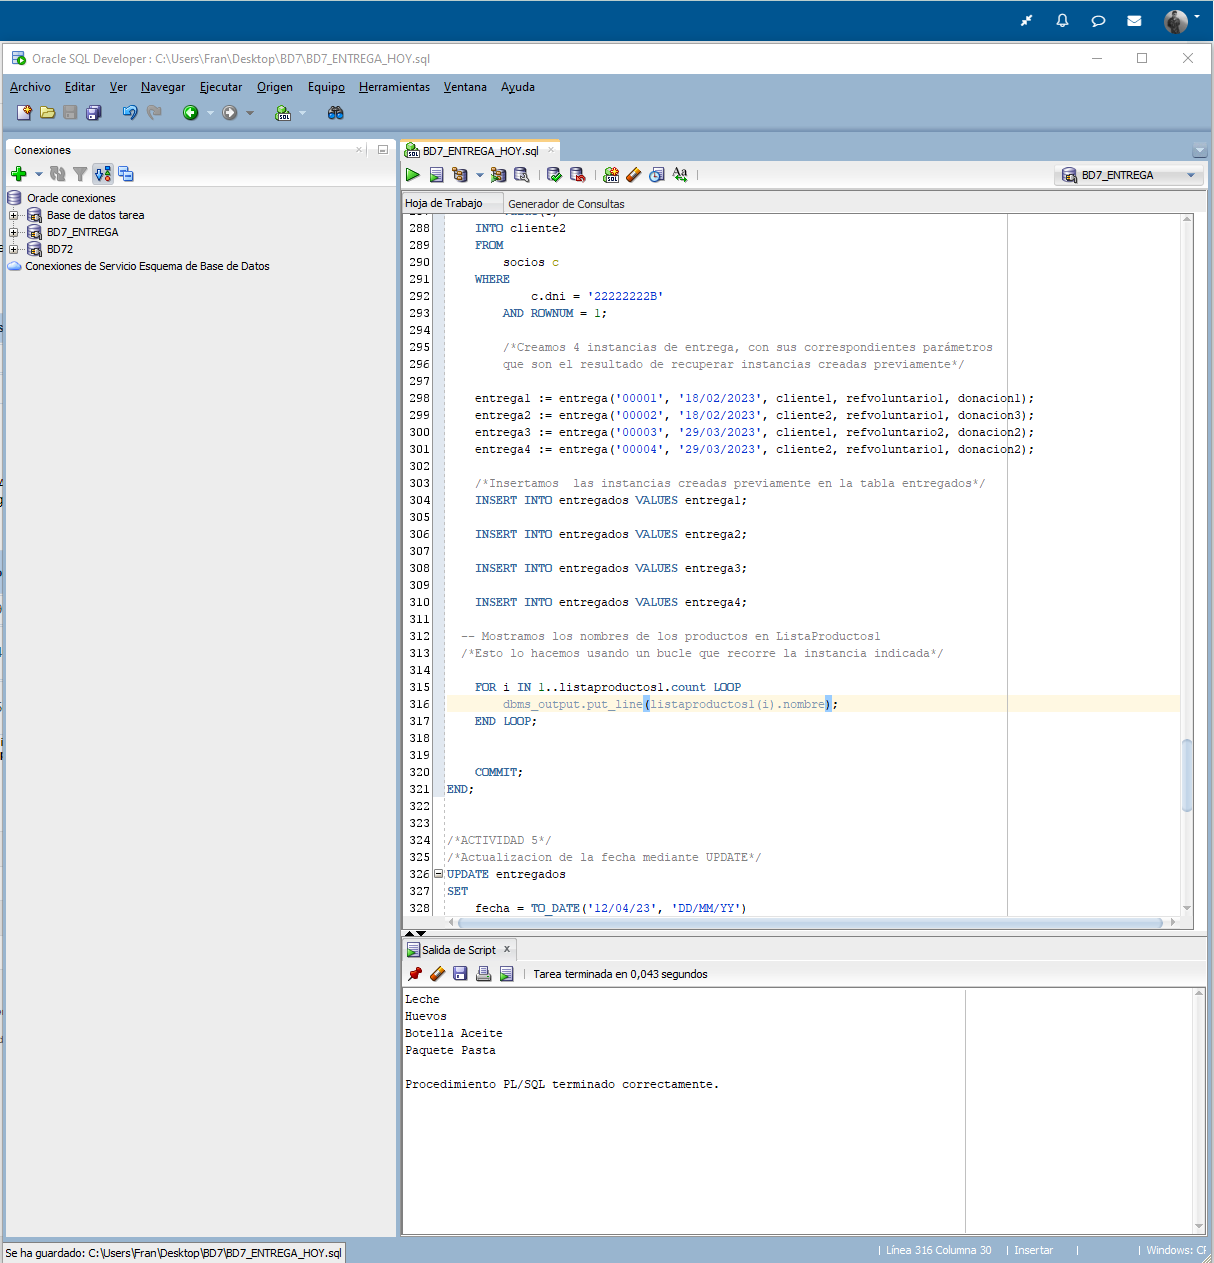 Oracle SQL Developer : C:\Users\Fran\Desktop\BD7\BD7_ENTREGA_HOY.sql
Archivo Editar Ver Navegar Ejecutar Origen Equipo Herramientas Ventana Ayuda
Conexiones
Oracle conexiones
Base de datos tarea
BD7_ENTREGA
BD72
Conexiones de Servicio Esquema de Base de Datos
BD7_ENTREGA_HOY.sql
BD7_ENTREGA
Hoja de Trabajo Generador de Consultas
288 INTO cliente2
289 FROM
290 socios c
291 WHERE
292 c.dni = '22222222B'
293 AND ROWNUM = 1;
294
295 /*Creamos 4 instancias de entrega, con sus correspondientes parámetros
296 que son el resultado de recuperar instancias creadas previamente*/
297
298 entrega1 := entrega('00001', '18/02/2023', cliente1, refvoluntario1, donacion1);
299 entrega2 := entrega('00002', '18/02/2023', cliente2, refvoluntario1, donacion3);
300 entrega3 := entrega('00003', '29/03/2023', cliente1, refvoluntario2, donacion2);
301 entrega4 := entrega('00004', '29/03/2023', cliente2, refvoluntario1, donacion2);
302
303 /*Insertamos  las instancias creadas previamente en la tabla entregados*/
304 INSERT INTO entregados VALUES entrega1;
305
306 INSERT INTO entregados VALUES entrega2;
307
308 INSERT INTO entregados VALUES entrega3;
309
310 INSERT INTO entregados VALUES entrega4;
311
312 -- Mostramos los nombres de los productos en ListaProductos1
313 /*Esto lo hacemos usando un bucle que recorre la instancia indicada*/
314
315 FOR i IN 1..listaproductos1.count LOOP
316 dbms_output.put_line(listaproductos1(i).nombre);
317 END LOOP;
318
319
320 COMMIT;
321 END;
322
323
324 /*ACTIVIDAD 5*/
325 /*Actualizacion de la fecha mediante UPDATE*/
326 UPDATE entregados
327 SET
328 fecha = TO_DATE('12/04/23', 'DD/MM/YY')
Salida de Script
Tarea terminada en 0,043 segundos
Leche
Huevos
Botella Aceite
Paquete Pasta
Procedimiento PL/SQL terminado correctamente.
Se ha guardado: C:\Users\Fran\Desktop\BD7\BD7_ENTREGA_HOY.sql
Línea 316 Columna 30 Insertar Windows: